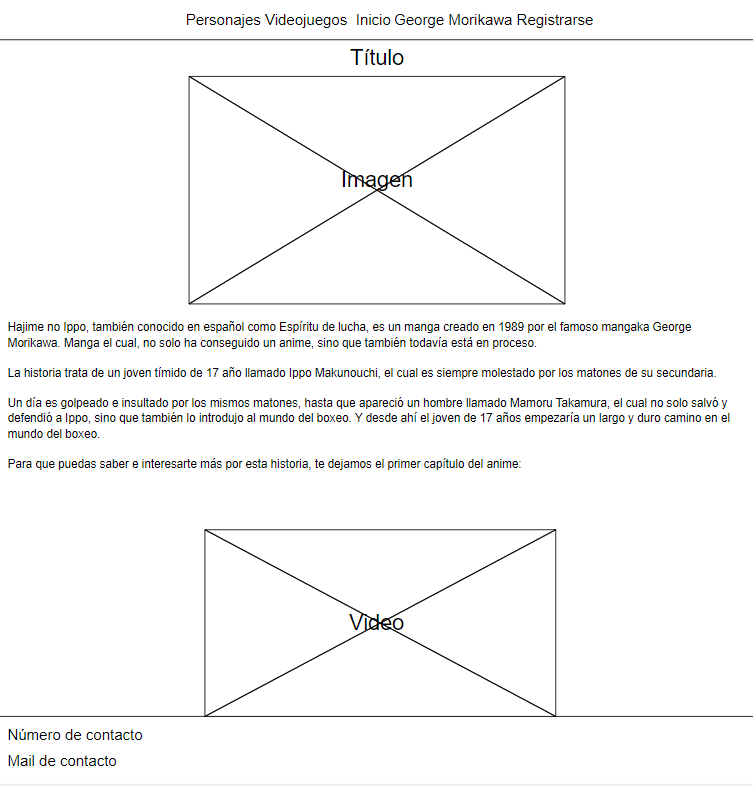 Personajes Videojuegos  Inicio George Morikawa Registrarse
Título
Imagen
Hajime no Ippo, también conocido en español como Espíritu de lucha, es un manga creado en 1989 por el famoso mangaka George
Morikawa. Manga el cual, no solo ha conseguido un anime, sino que también todavía está en proceso.
La historia trata de un joven tímido de 17 año llamado Ippo Makunouchi, el cual es siempre molestado por los matones de su secundaria.
Un día es golpeado e insultado por los mismos matones, hasta que apareció un hombre llamado Mamoru Takamura, el cual no solo salvó y
defendió a Ippo, sino que también lo introdujo al mundo del boxeo. Y desde ahí el joven de 17 años empezaría un largo y duro camino en el
mundo del boxeo.
Para que puedas saber e interesarte más por esta historia, te dejamos el primer capítulo del anime:
Video
Número de contacto
Mail de contacto